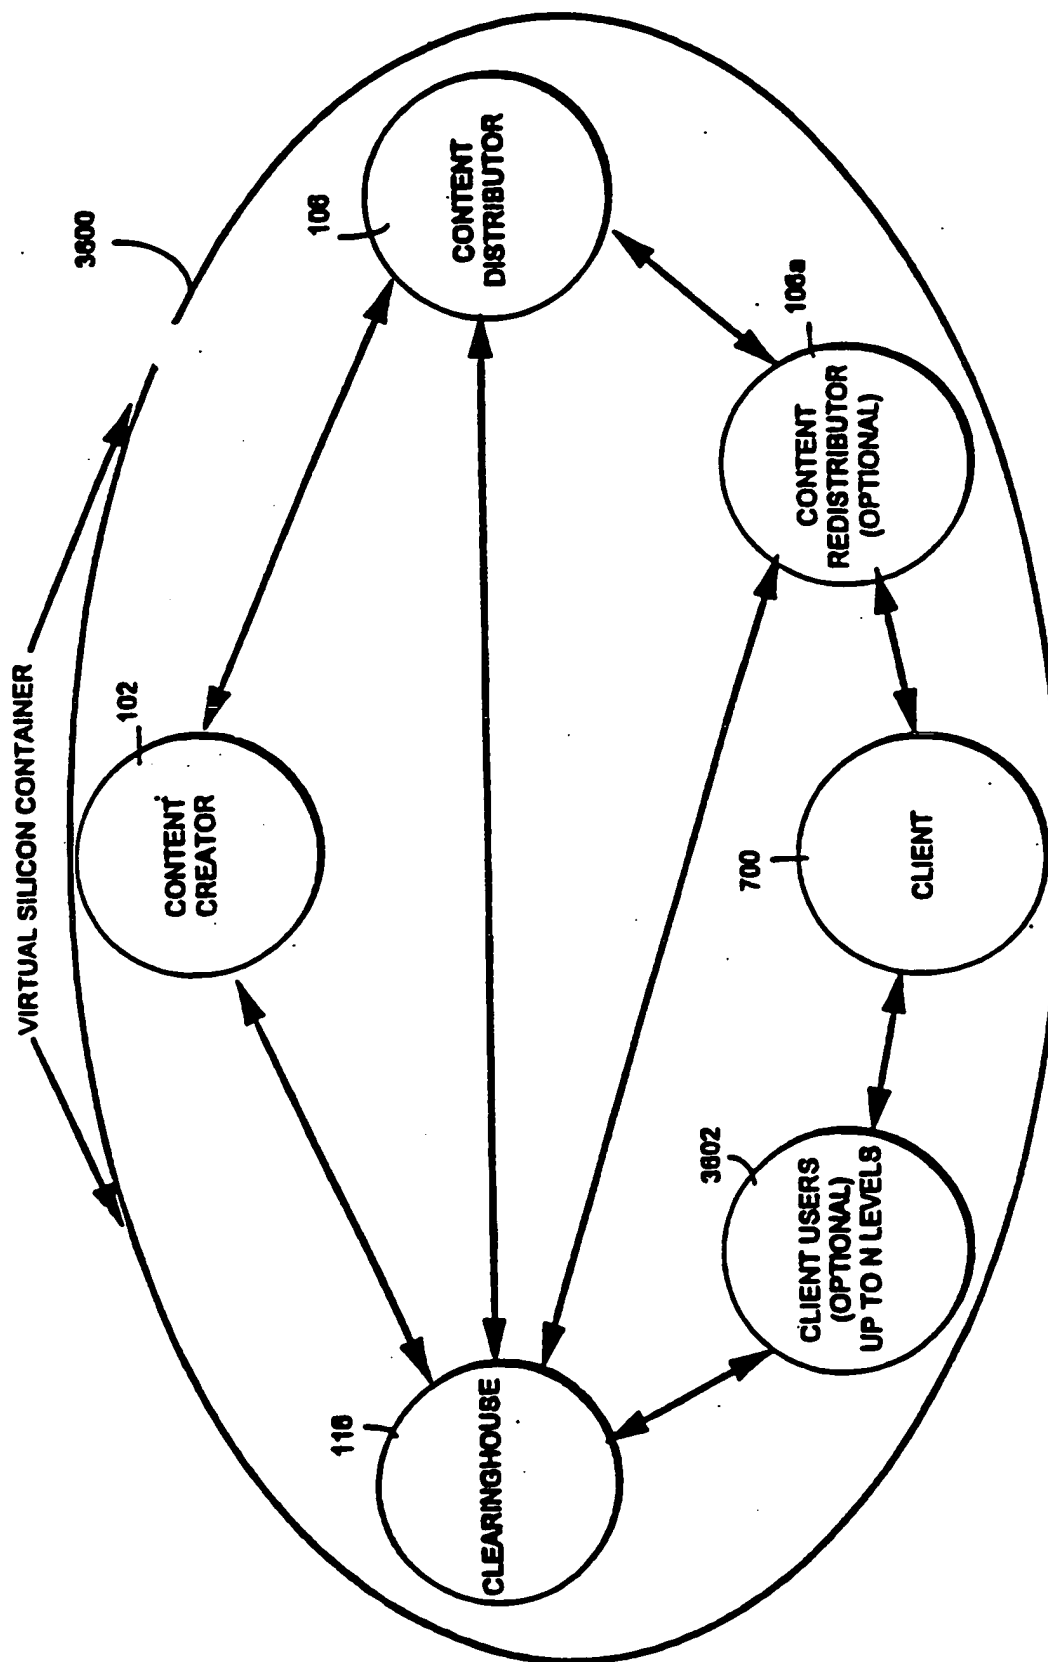 VIRTUAL SILICON CONTAINER
3600
102
CONTENT
CREATOR
106
CONTENT
DISTRIBUTOR
116
CLEARINGHOUSE
106a
CONTENT
REDISTRIBUTOR
(OPTIONAL)
3602
CLIENT USERS
(OPTIONAL)
UP TO N LEVELS
700
CLIENT